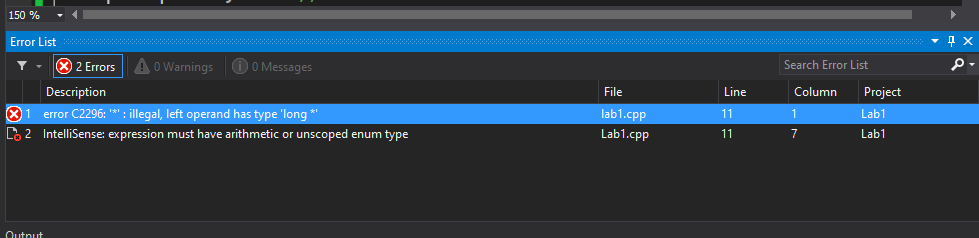 150 %
Error List
2 Errors 0 Warnings 0 Messages Search Error List
Description File Line Column Project
1 error C2296: '*' : illegal, left operand has type 'long *' lab1.cpp 11 1 Lab1
2 IntelliSense: expression must have arithmetic or unscoped enum type Lab1.cpp 11 7 Lab1
Output